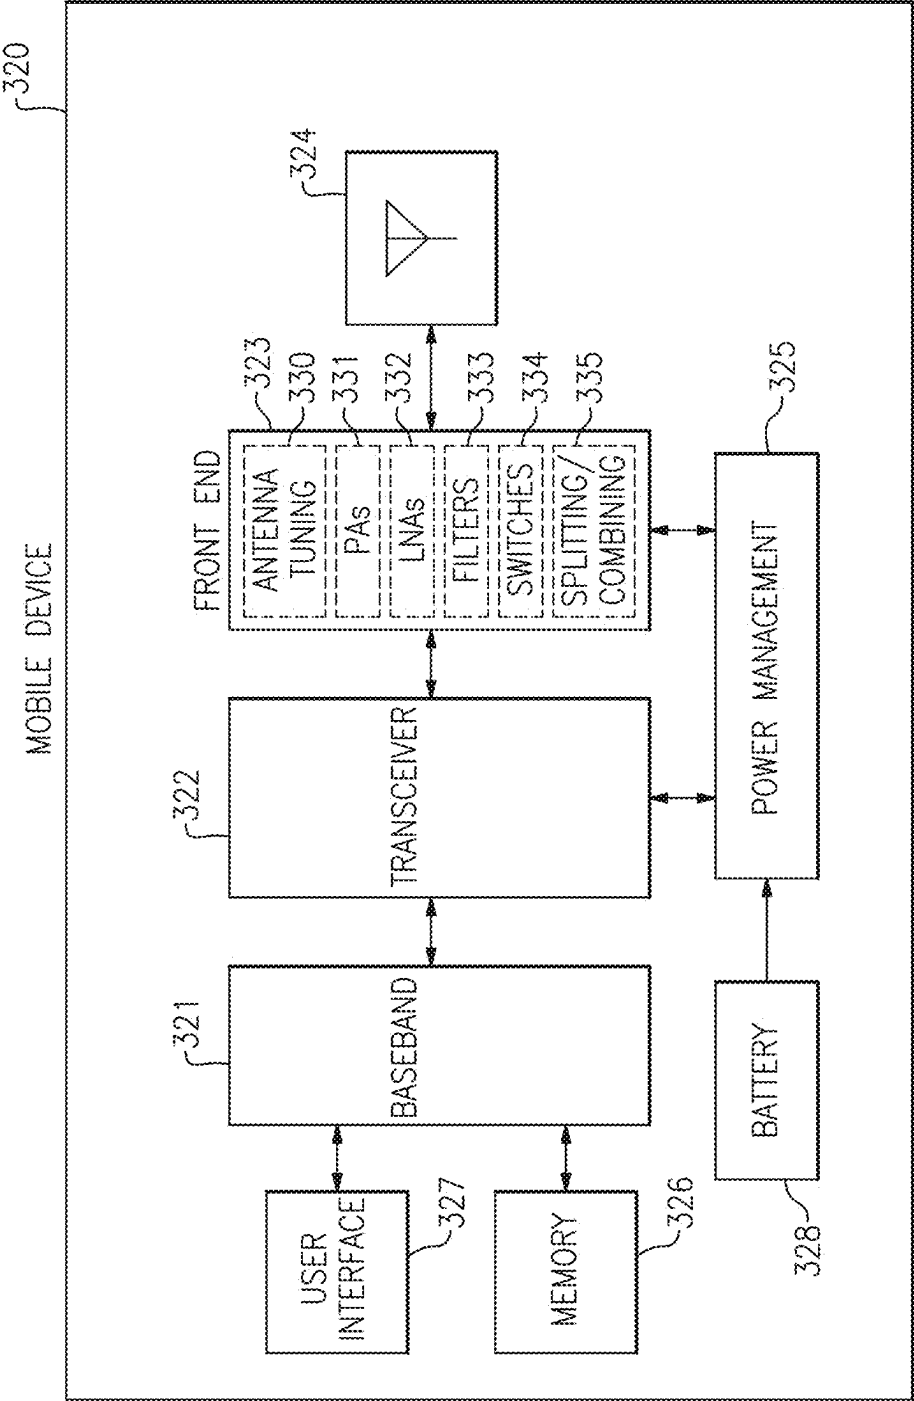 MOBILE DEVICE
320
FRONT END
323
ANTENNA
TUNING
330
PAs
331
LNAs
332
FILTERS
333
SWITCHES
334
SPLITTING/
COMBINING
335
324
322
TRANSCEIVER
321
BASEBAND
USER
INTERFACE
327
MEMORY
326
POWER MANAGEMENT
325
BATTERY
328